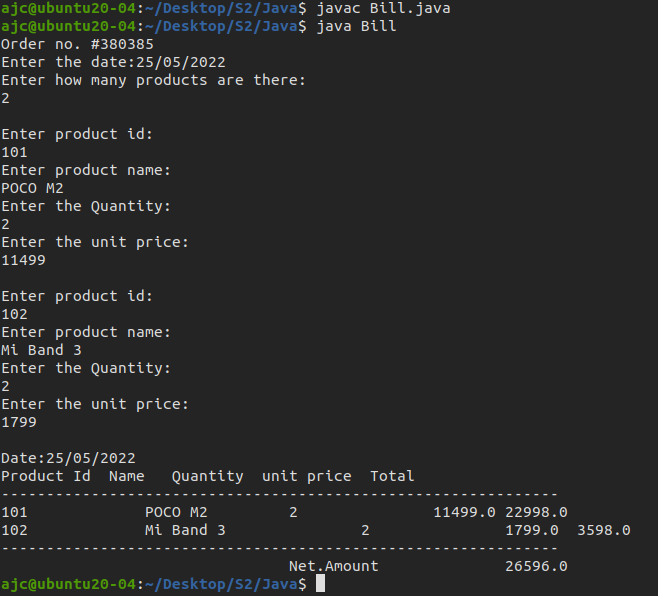 ajc@ubuntu20-04:~/Desktop/S2/Java$ javac Bill.java
ajc@ubuntu20-04:~/Desktop/S2/Java$ java Bill
Order no. #380385
Enter the date:25/05/2022
Enter how many products are there:
2

Enter product id:
101
Enter product name:
POCO M2
Enter the Quantity:
2
Enter the unit price:
11499

Enter product id:
102
Enter product name:
Mi Band 3
Enter the Quantity:
2
Enter the unit price:
1799

Date:25/05/2022
Product Id  Name   Quantity  unit price  Total
--------------------------------------------------------------
101             POCO M2         2               11499.0 22998.0
102             Mi Band 3               2               1799.0  3598.0
--------------------------------------------------------------
                                Net.Amount              26596.0
ajc@ubuntu20-04:~/Desktop/S2/Java$